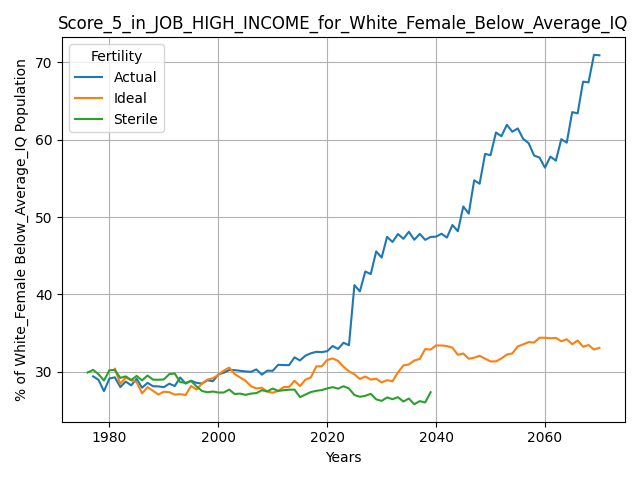 Score_5_in_JOB_HIGH_INCOME_for_White_Female_Below_Average_IQ
Fertility
Actual
Ideal
Sterile
% of White_Female Below_Average_IQ Population
70
60
50
40
30
1980
2000
2020
2040
2060
Years